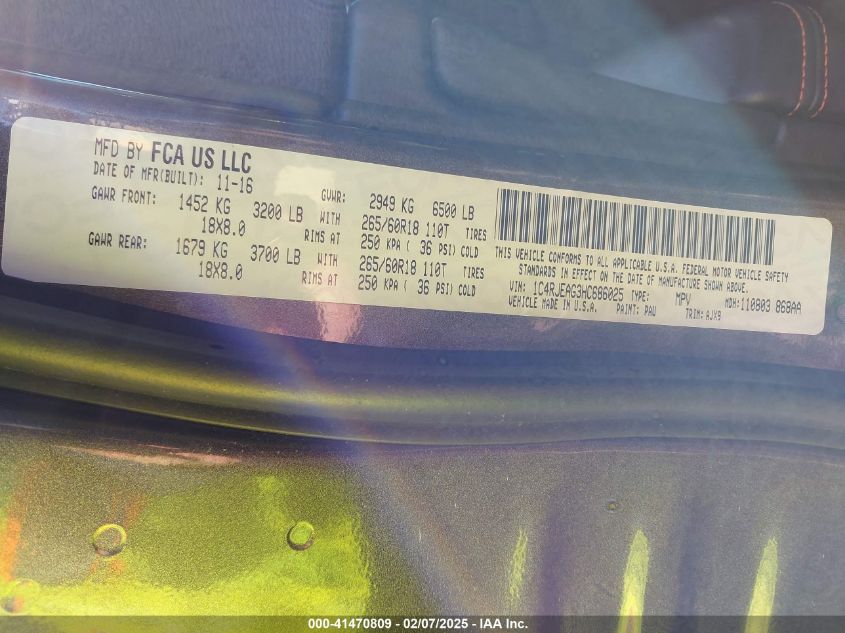 MFD BY FCA US LLC
DATE OF MFR(BUILT): 11-16
GVWR: 2949 KG 6500 LB
GAWR FRONT: 1452 KG 3200 LB WITH 265/60R18 110T TIRES
18X8.0 RIMS AT 250 KPA ( 36 PSI) COLD
GAWR REAR: 1679 KG 3700 LB WITH 265/60R18 110T TIRES
18X8.0 RIMS AT 250 KPA ( 36 PSI) COLD
THIS VEHICLE CONFORMS TO ALL APPLICABLE U.S.A. FEDERAL MOTOR VEHICLE SAFETY
STANDARDS IN EFFECT ON THE DATE OF MANUFACTURE SHOWN ABOVE.
VIN: 1C4RJEAG3HC686025 TYPE: MPV MDH:110803 868AA
VEHICLE MADE IN U.S.A. PAINT: PAU TRIM: AJX9
000-41470809 - 02/07/2025 - IAA Inc.